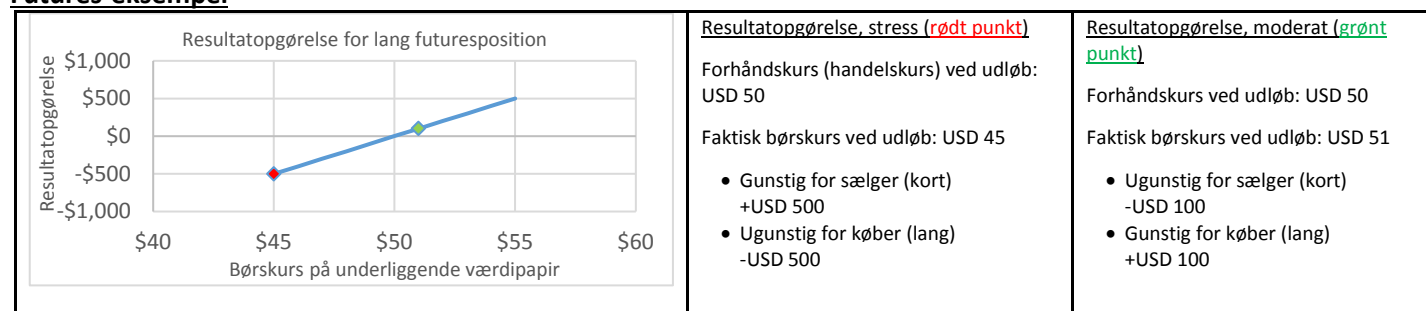 Futures-eksempel
Resultatopgørelse for lang futuresposition
Resultatopgørelse
$1,000
$500
$0
-$500
-$1,000
$40 $45 $50 $55 $60
Børskurs på underliggende værdipapir
Resultatopgørelse, stress (rødt punkt)
Forhåndskurs (handelskurs) ved udløb:
USD 50
Faktisk børskurs ved udløb: USD 45
• Gunstig for sælger (kort)
+USD 500
• Ugunstig for køber (lang)
-USD 500
Resultatopgørelse, moderat (grønt
punkt)
Forhåndskurs ved udløb: USD 50
Faktisk børskurs ved udløb: USD 51
• Ugunstig for sælger (kort)
-USD 100
• Gunstig for køber (lang)
+USD 100